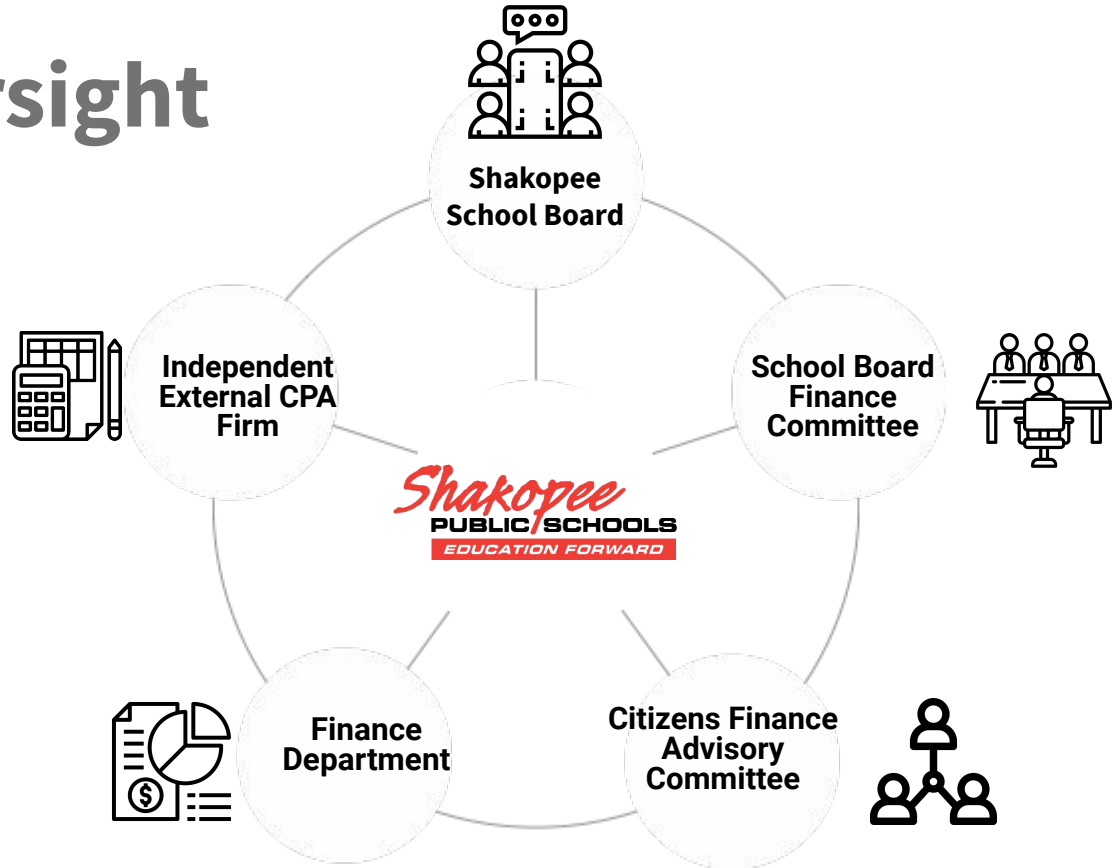 rsight
Shakopee
School Board
Independent
External CPA
Firm
School Board
Finance
Committee
Shakopee
PUBLIC SCHOOLS
EDUCATION FORWARD
Finance
Department
Citizens Finance
Advisory
Committee
$